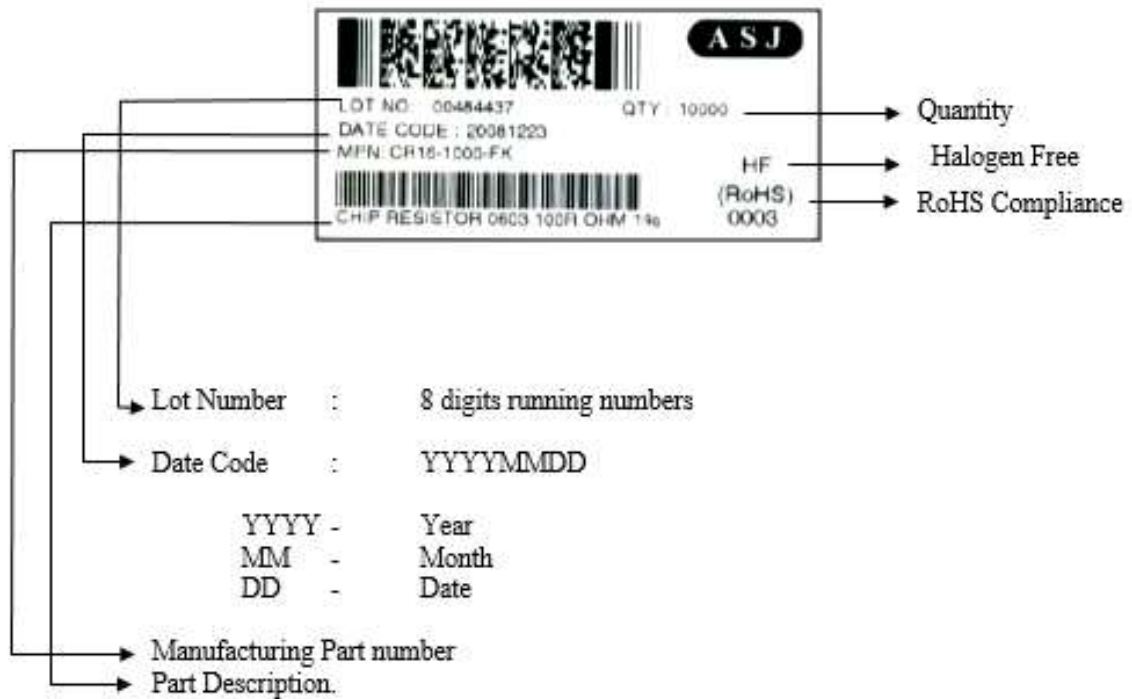 A S J
LOT NO: 00484437 QTY : 10000 Quantity
DATE CODE : 20081223
MPN: CR16-1000-FK
HF Halogen Free
(RoHS) RoHS Compliance
0003
CHIP RESISTOR 0603 100R OHM 1%
Lot Number : 8 digits running numbers
Date Code : YYYYMMDD
YYYY - Year
MM - Month
DD - Date
Manufacturing Part number
Part Description.